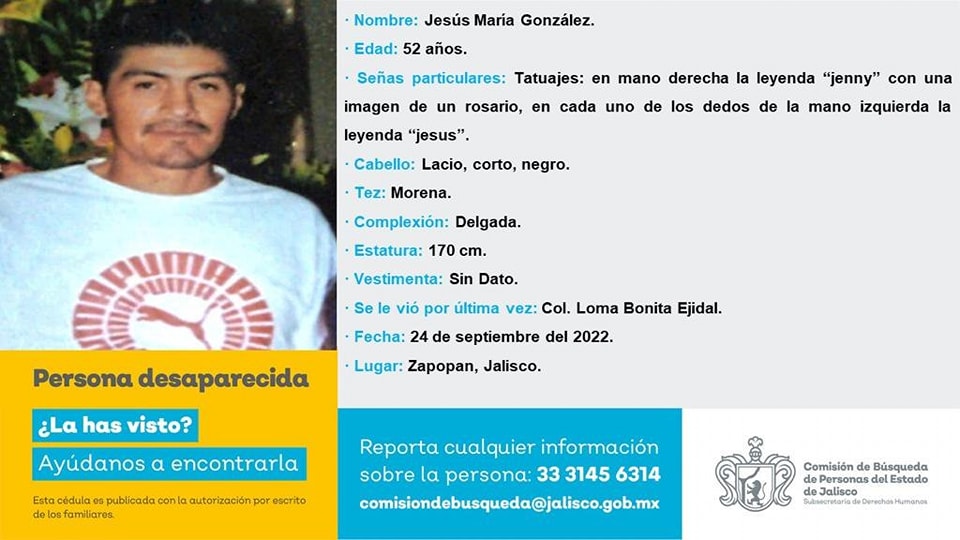 · Nombre: Jesús María González.
· Edad: 52 años.
· Señas particulares: Tatuajes: en mano derecha la leyenda “jenny” con una
imagen de un rosario, en cada uno de los dedos de la mano izquierda la
leyenda “jesus”.
· Cabello: Lacio, corto, negro.
· Tez: Morena.
· Complexión: Delgada.
· Estatura: 170 cm.
· Vestimenta: Sin Dato.
· Se le vió por última vez: Col. Loma Bonita Ejidal.
· Fecha: 24 de septiembre del 2022.
· Lugar: Zapopan, Jalisco.
PUMA PUMA
Persona desaparecida
¿La has visto?
Ayúdanos a encontrarla
Esta cédula es publicada con la autorización por escrito
de los familiares.
Reporta cualquier información
sobre la persona: 33 3145 6314
comisiondebusqueda@jalisco.gob.mx
Comisión de Búsqueda
de Personas del Estado
de Jalisco
Subsecretaría de Derechos Humanos